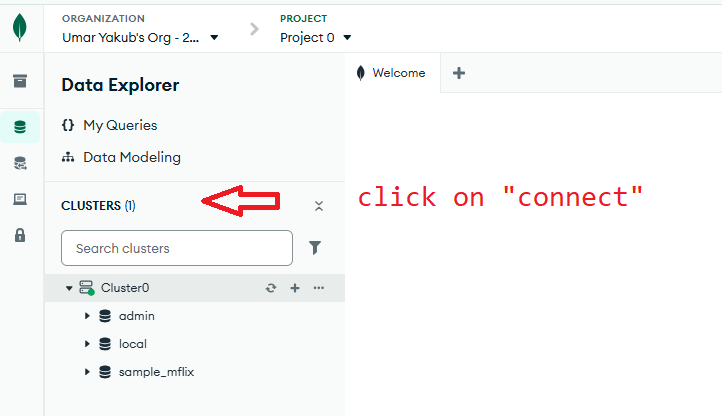 ORGANIZATION
Umar Yakub's Org - 2...
PROJECT
Project 0
Data Explorer
My Queries
Data Modeling
CLUSTERS (1)
Search clusters
Cluster0
admin
local
sample_mflix
Welcome
click on "connect"